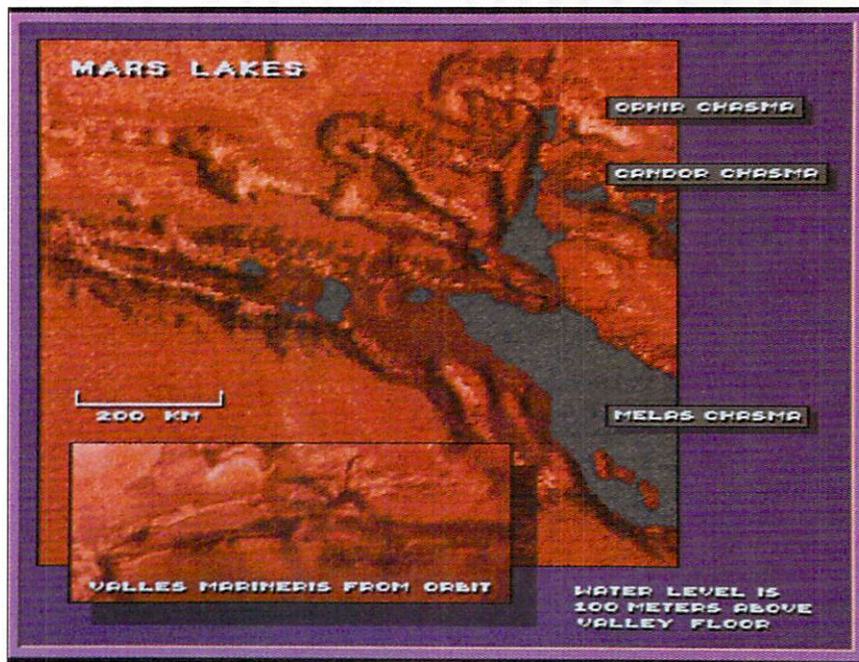 MARS LAKES
OPHIR CHASMA
CANDOR CHASMA
200 KM
MELAS CHASMA
VALLES MARINERIS FROM ORBIT
WATER LEVEL IS
100 METERS ABOVE
VALLEY FLOOR